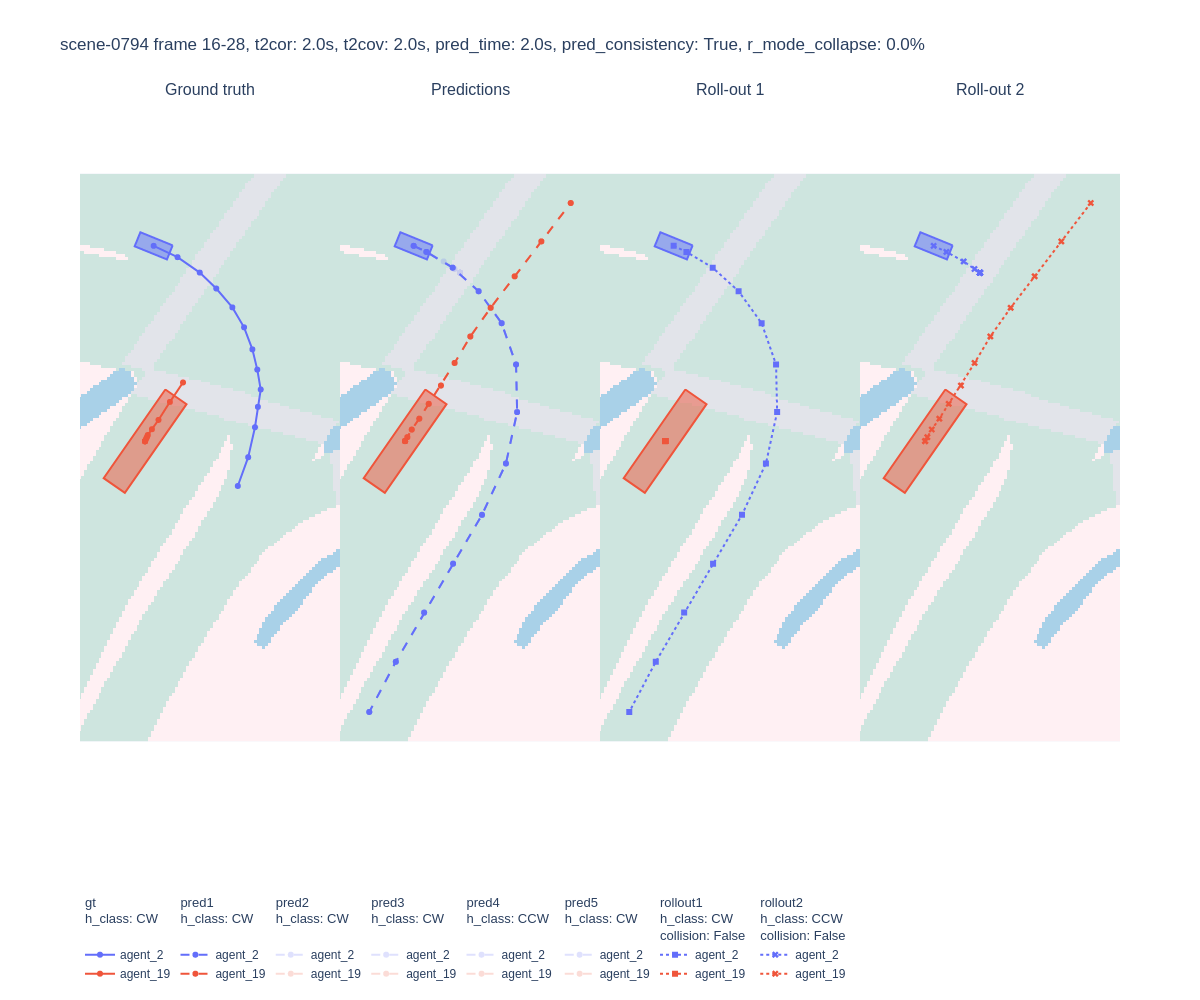 scene-0794 frame 16-28, t2cor: 2.0s, t2cov: 2.0s, pred_time: 2.0s, pred_consistency: True, r_mode_collapse: 0.0%
Ground truth
Predictions
Roll-out 1
Roll-out 2
gt
h_class: CW
agent_2
agent_19
pred1
h_class: CW
agent_2
agent_19
pred2
h_class: CW
agent_2
agent_19
pred3
h_class: CW
agent_2
agent_19
pred4
h_class: CCW
agent_2
agent_19
pred5
h_class: CW
agent_2
agent_19
rollout1
h_class: CW
collision: False
agent_2
agent_19
rollout2
h_class: CCW
collision: False
agent_2
agent_19